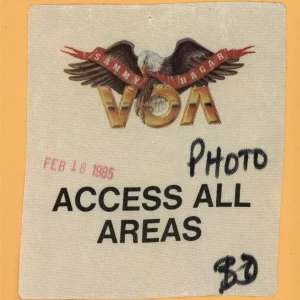 SAMMY HAGAR
VOA
FEB 18 1985
PHOTO
ACCESS ALL
AREAS